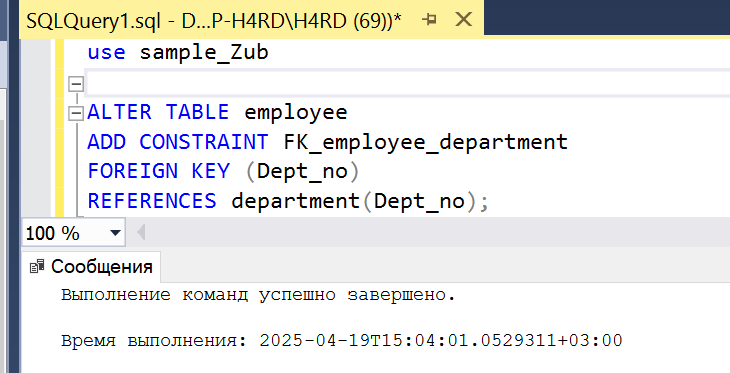 SQLQuery1.sql - D...P-H4RD\H4RD (69))*
use sample_Zub
ALTER TABLE employee
ADD CONSTRAINT FK_employee_department
FOREIGN KEY (Dept_no)
REFERENCES department(Dept_no);
100 %
Сообщения
Выполнение команд успешно завершено.
Время выполнения: 2025-04-19T15:04:01.0529311+03:00